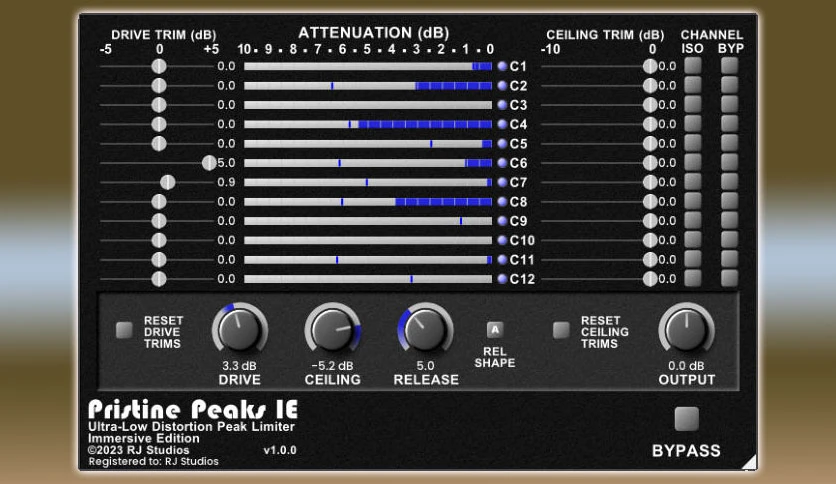 DRIVE TRIM (dB) ATTENUATION (dB) CEILING TRIM (dB) CHANNEL
-5 0 +5 10 9 8 7 6 5 4 3 2 1 0 -10 0 ISO BYP
0.0 C1 0.0
0.0 C2 0.0
0.0 C3 0.0
0.0 C4 0.0
0.0 C5 0.0
5.0 C6 0.0
0.9 C7 0.0
0.0 C8 0.0
0.0 C9 0.0
0.0 C10 0.0
0.0 C11 0.0
0.0 C12 0.0
RESET
DRIVE
TRIMS
3.3 dB
DRIVE
−5.2 dB
CEILING
5.0
RELEASE
A
REL
SHAPE
RESET
CEILING
TRIMS
0.0 dB
OUTPUT
Pristine Peaks IE
Ultra-Low Distortion Peak Limiter
Immersive Edition
©2023 RJ Studios v1.0.0
Registered to: RJ Studios
BYPASS